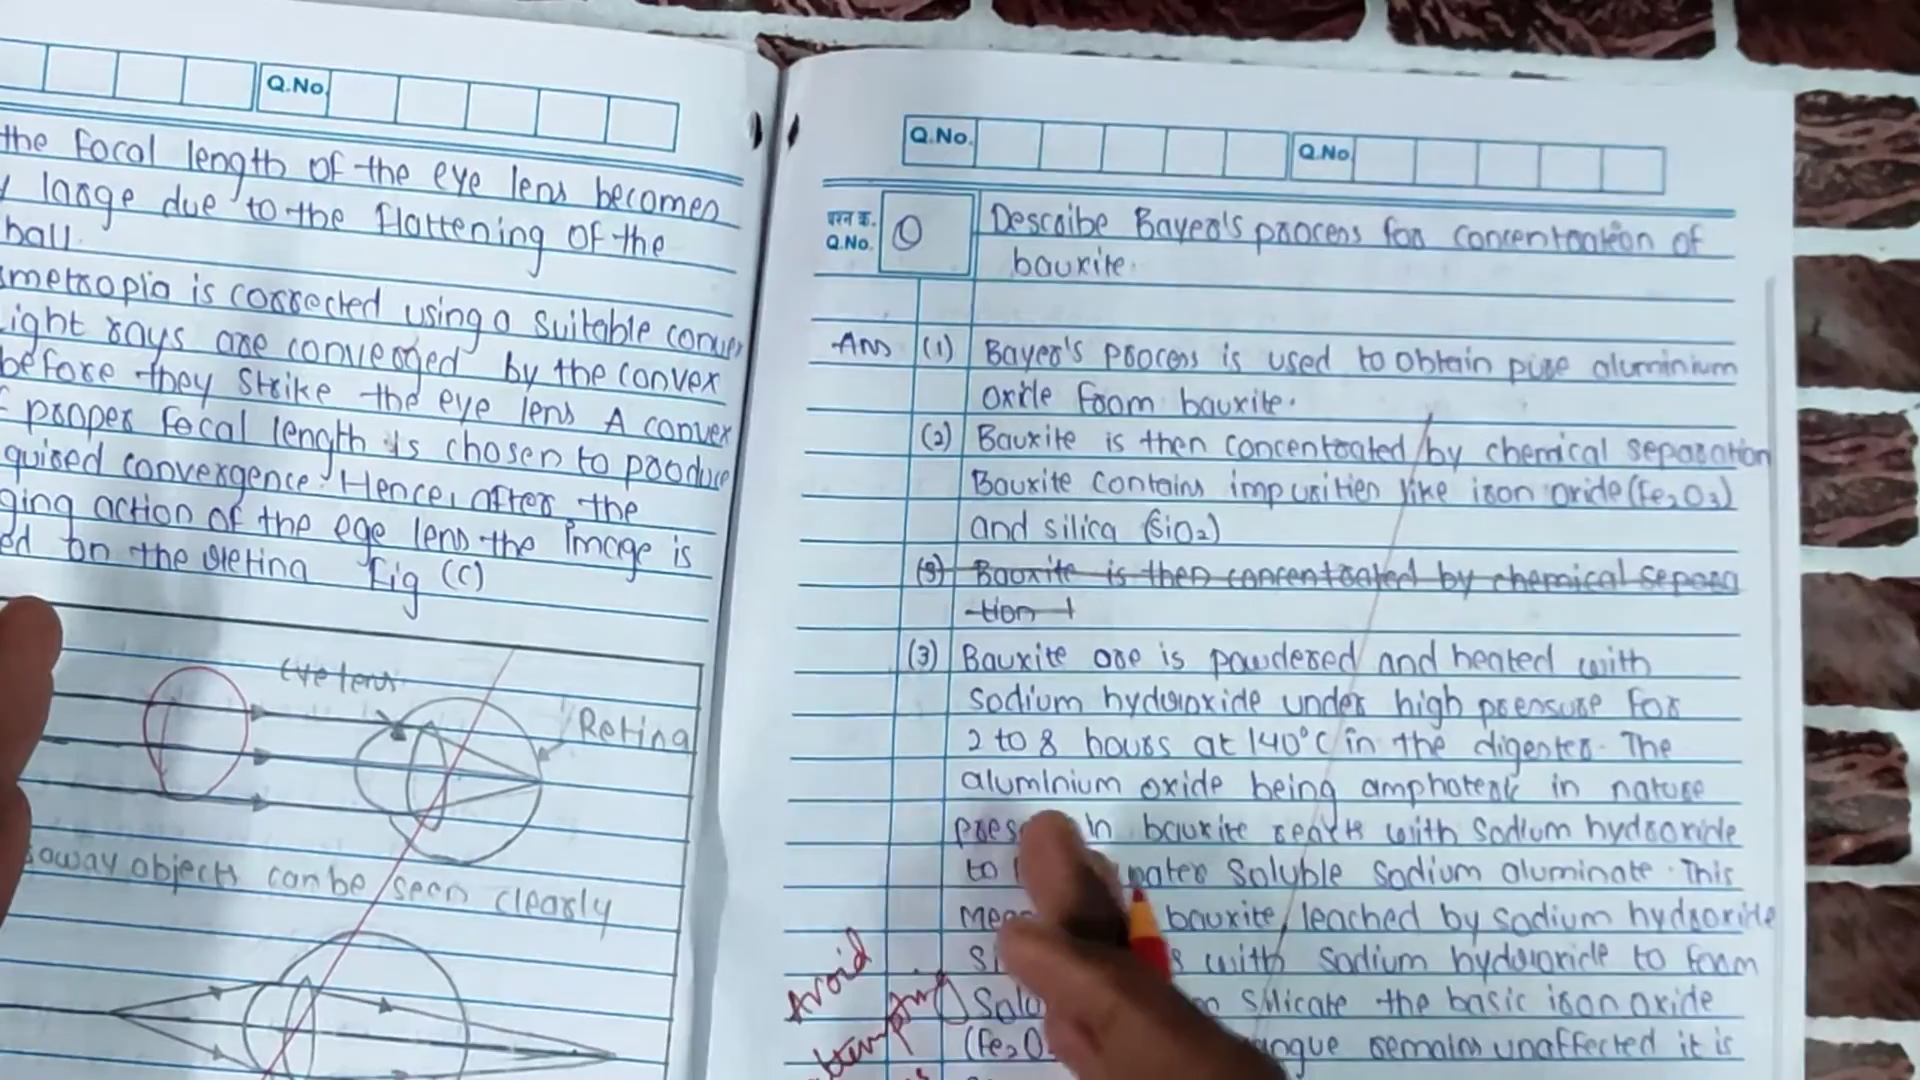 Q.No.
the focal length of the eye lens becomes
large due to the flattening of the
ball.
metropia is corrected using a suitable
ight rays are converged by the convex
before they strike the eye lens A convex
proper focal length is chosen to produce
quired convergence. Hence, after the
ging action of the ege lens the image is
ed on the retina fig (c)
Eye lens
Retina
away objects can be seen clearly
Q.No. Q.No.
प्रश्न क्र.
Q.No.
Describe Bayer's process for concentration of
bauxite.
Ans (1) Bayer's process is used to obtain pure aluminium
oxide from bauxite.
(2) Bauxite is then concentrated by chemical separation
Bauxite contains impurities like iron oxide (Fe2O3)
and silica (SiO2)
(3) Bauxite is then concentrated by chemical separa
-tion
(3) Bauxite ore is powdered and heated with
sodium hydroxide under high pressure for
2 to 8 hours at 140°C in the digester. The
aluminium oxide being amphoteric in nature
in bauxite reacts with sodium hydroxide
to water soluble sodium aluminate. This
bauxite leached by sodium hydroxide
with sodium hydroxide to form
silicate the basic iron oxide
(Fe2O remains unaffected it is
Avoid